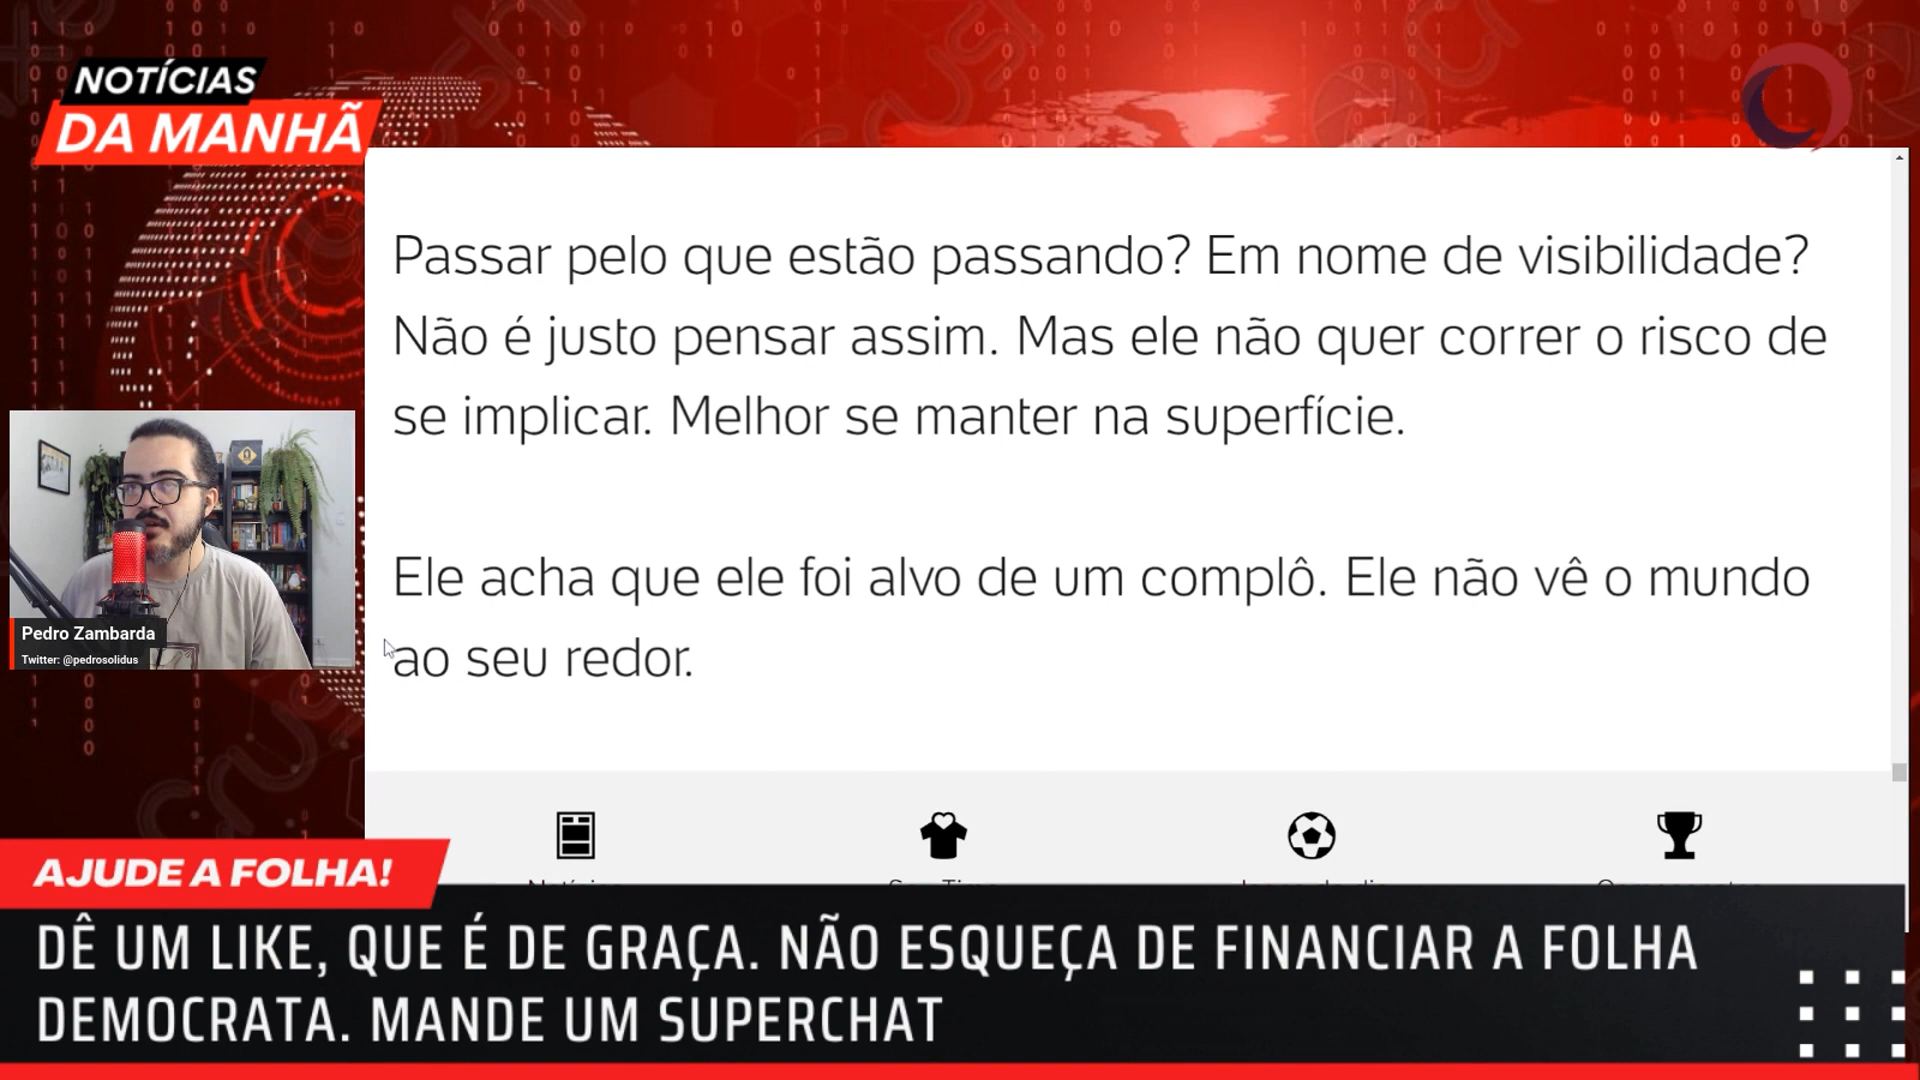 NOTÍCIAS
DA MANHÃ
Passar pelo que estão passando? Em nome de visibilidade?
Não é justo pensar assim. Mas ele não quer correr o risco de
se implicar. Melhor se manter na superfície.
Ele acha que ele foi alvo de um complô. Ele não vê o mundo
ao seu redor.
Pedro Zambarda
Twitter: @pedrosolidus
AJUDE A FOLHA!
DÊ UM LIKE, QUE É DE GRAÇA. NÃO ESQUEÇA DE FINANCIAR A FOLHA
DEMOCRATA. MANDE UM SUPERCHAT